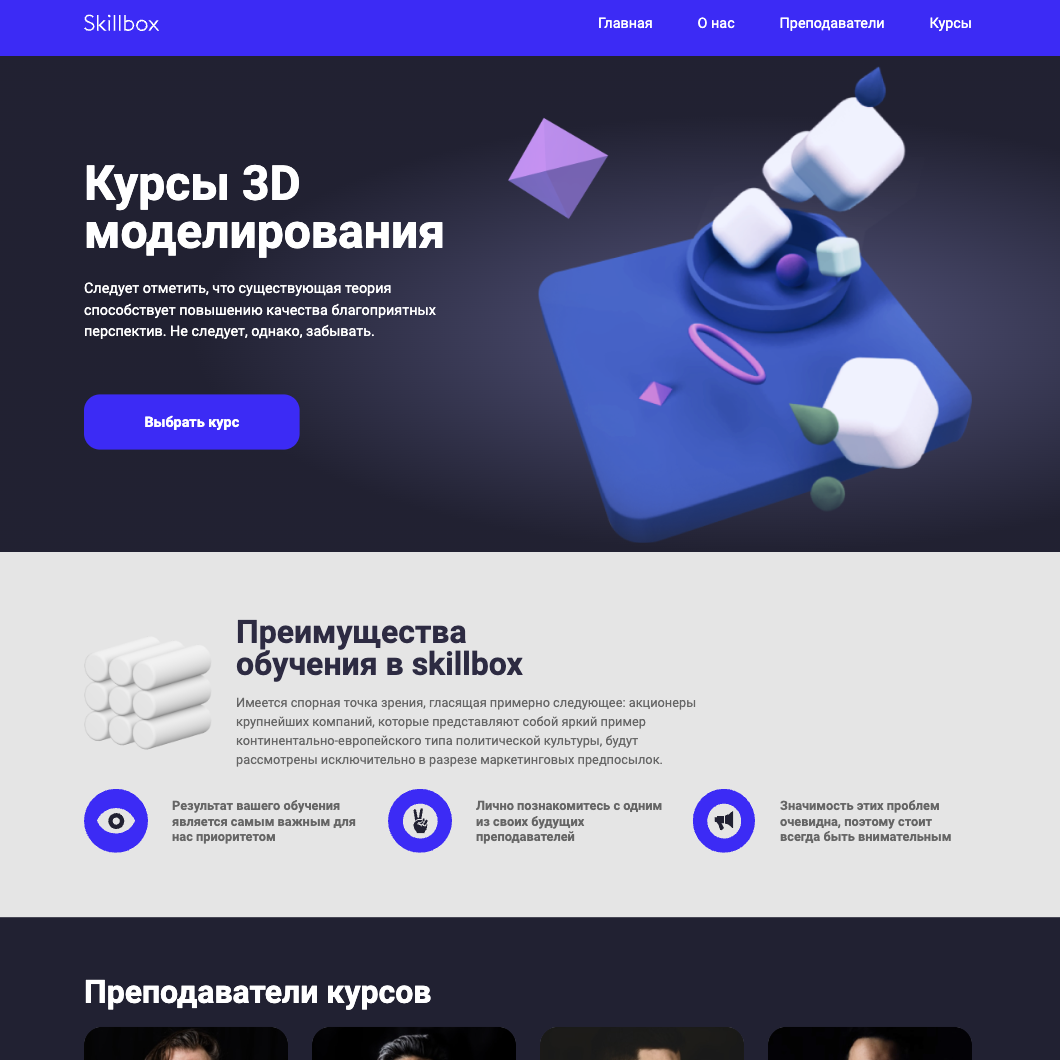 Skillbox
Главная
О нас
Преподаватели
Курсы
Курсы 3D
моделирования
Следует отметить, что существующая теория
способствует повышению качества благоприятных
перспектив. Не следует, однако, забывать.
Выбрать курс
Преимущества
обучения в skillbox
Имеется спорная точка зрения, гласящая примерно следующее: акционеры
крупнейших компаний, которые представляют собой яркий пример
континентально-европейского типа политической культуры, будут
рассмотрены исключительно в разрезе маркетинговых предпосылок.
Результат вашего обучения
является самым важным для
нас приоритетом
Лично познакомитесь с одним
из своих будущих
преподавателей
Значимость этих проблем
очевидна, поэтому стоит
всегда быть внимательным
Преподаватели курсов